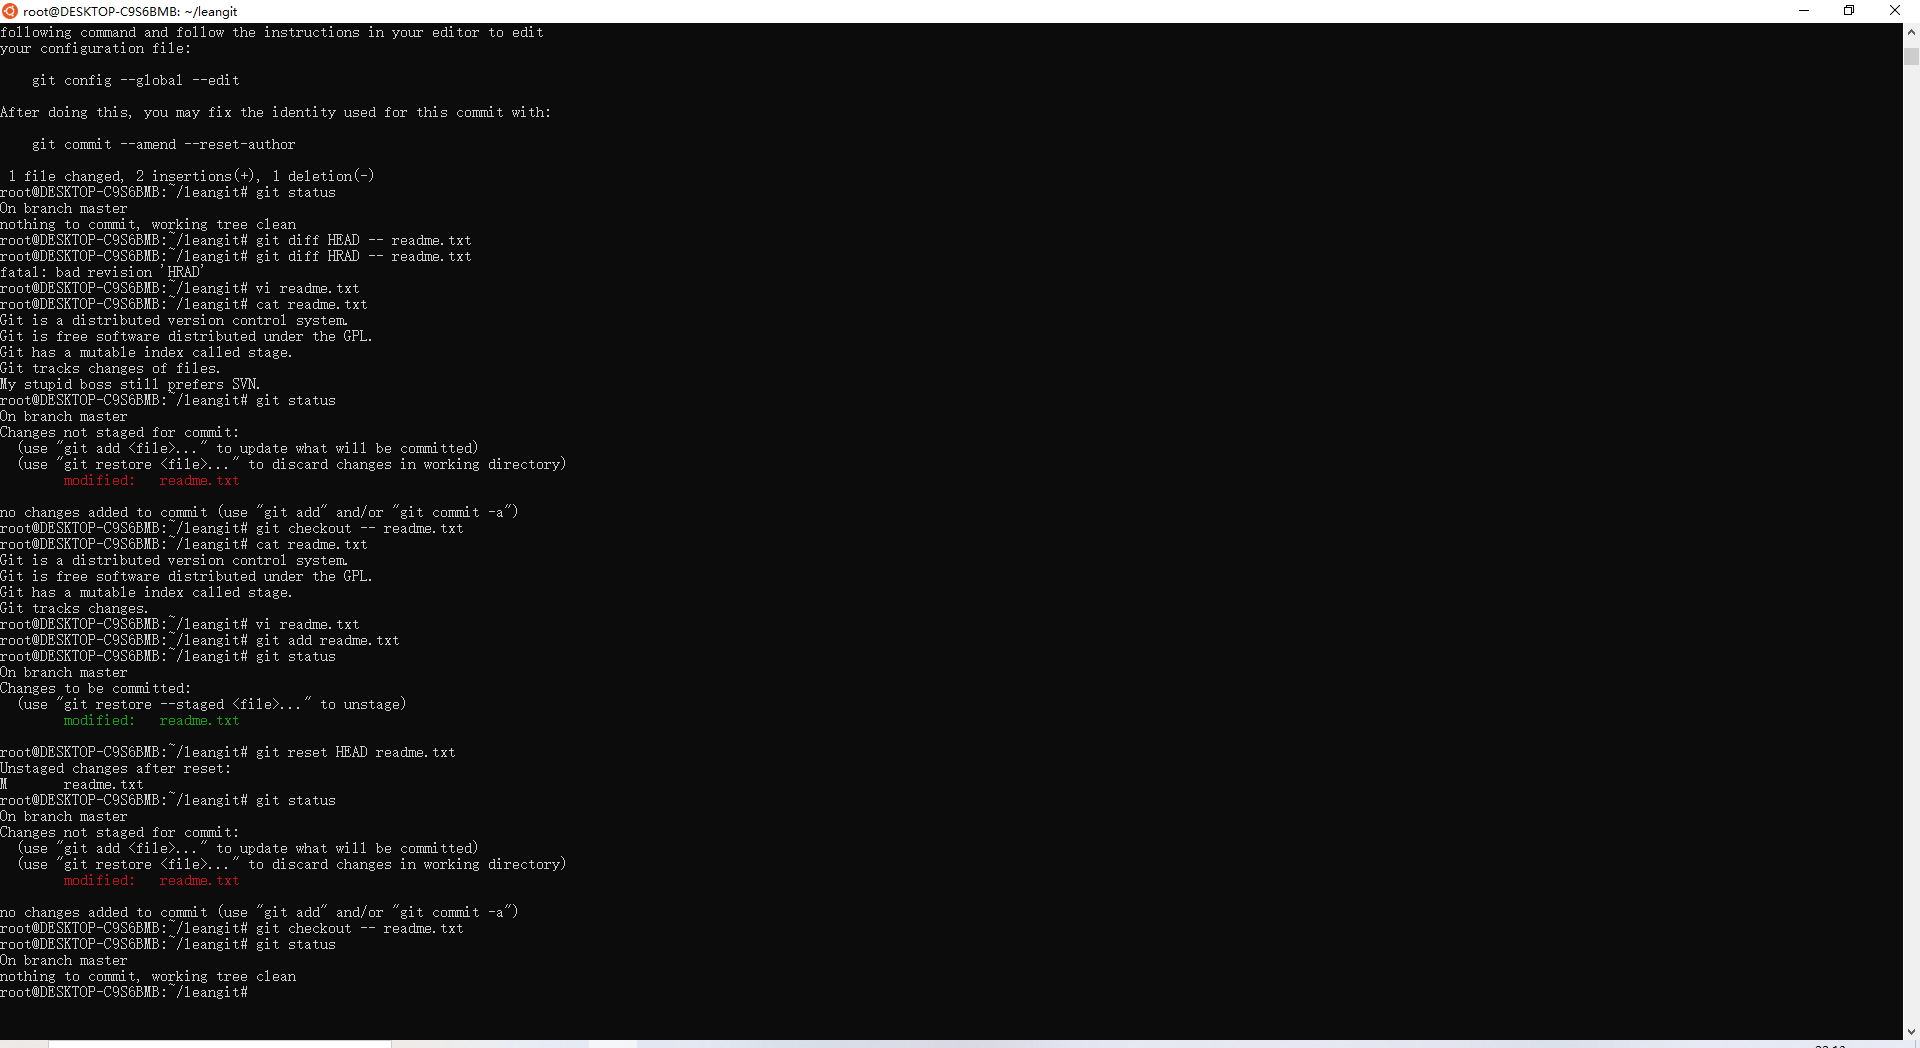 root@DESKTOP-C9S6BMB: ~/leangit
following command and follow the instructions in your editor to edit
your configuration file:
git config --global --edit
After doing this, you may fix the identity used for this commit with:
git commit --amend --reset-author
1 file changed, 2 insertions(+), 1 deletion(-)
root@DESKTOP-C9S6BMB:~/leangit# git status
On branch master
nothing to commit, working tree clean
root@DESKTOP-C9S6BMB:~/leangit# git diff HEAD -- readme.txt
root@DESKTOP-C9S6BMB:~/leangit# git diff HRAD -- readme.txt
fatal: bad revision 'HRAD'
root@DESKTOP-C9S6BMB:~/leangit# vi readme.txt
root@DESKTOP-C9S6BMB:~/leangit# cat readme.txt
Git is a distributed version control system.
Git is free software distributed under the GPL.
Git has a mutable index called stage.
Git tracks changes of files.
My stupid boss still prefers SVN.
root@DESKTOP-C9S6BMB:~/leangit# git status
On branch master
Changes not staged for commit:
(use "git add <file>..." to update what will be committed)
(use "git restore <file>..." to discard changes in working directory)
modified: readme.txt
no changes added to commit (use "git add" and/or "git commit -a")
root@DESKTOP-C9S6BMB:~/leangit# git checkout -- readme.txt
root@DESKTOP-C9S6BMB:~/leangit# cat readme.txt
Git is a distributed version control system.
Git is free software distributed under the GPL.
Git has a mutable index called stage.
Git tracks changes.
root@DESKTOP-C9S6BMB:~/leangit# vi readme.txt
root@DESKTOP-C9S6BMB:~/leangit# git add readme.txt
root@DESKTOP-C9S6BMB:~/leangit# git status
On branch master
Changes to be committed:
(use "git restore --staged <file>..." to unstage)
modified: readme.txt
root@DESKTOP-C9S6BMB:~/leangit# git reset HEAD readme.txt
Unstaged changes after reset:
M readme.txt
root@DESKTOP-C9S6BMB:~/leangit# git status
On branch master
Changes not staged for commit:
(use "git add <file>..." to update what will be committed)
(use "git restore <file>..." to discard changes in working directory)
modified: readme.txt
no changes added to commit (use "git add" and/or "git commit -a")
root@DESKTOP-C9S6BMB:~/leangit# git checkout -- readme.txt
root@DESKTOP-C9S6BMB:~/leangit# git status
On branch master
nothing to commit, working tree clean
root@DESKTOP-C9S6BMB:~/leangit#